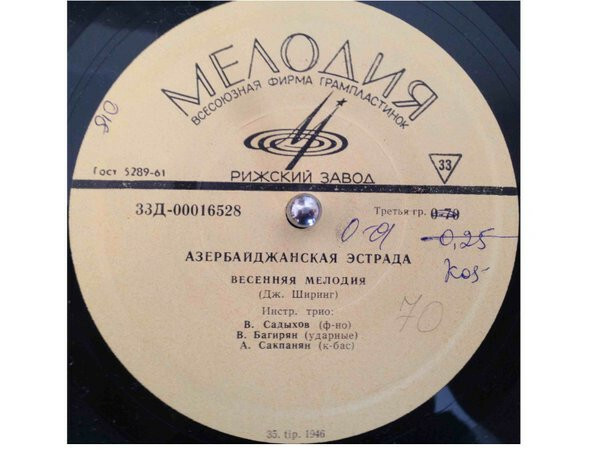 МЕЛОДИЯ
ВСЕСОЮЗНАЯ ФИРМА ГРАМПЛАСТИНОК
Гост 5289-61
РИЖСКИЙ ЗАВОД
33
33Д-00016528
Третья гр. 0-70
0-25
АЗЕРБАЙДЖАНСКАЯ ЭСТРАДА
ВЕСЕННЯЯ МЕЛОДИЯ
(Дж. Ширинг)
Инстр. трио:
В. Садыхов (ф-но)
В. Багирян (ударные)
А. Сакпанян (к-бас)
70
35. tip. 1946